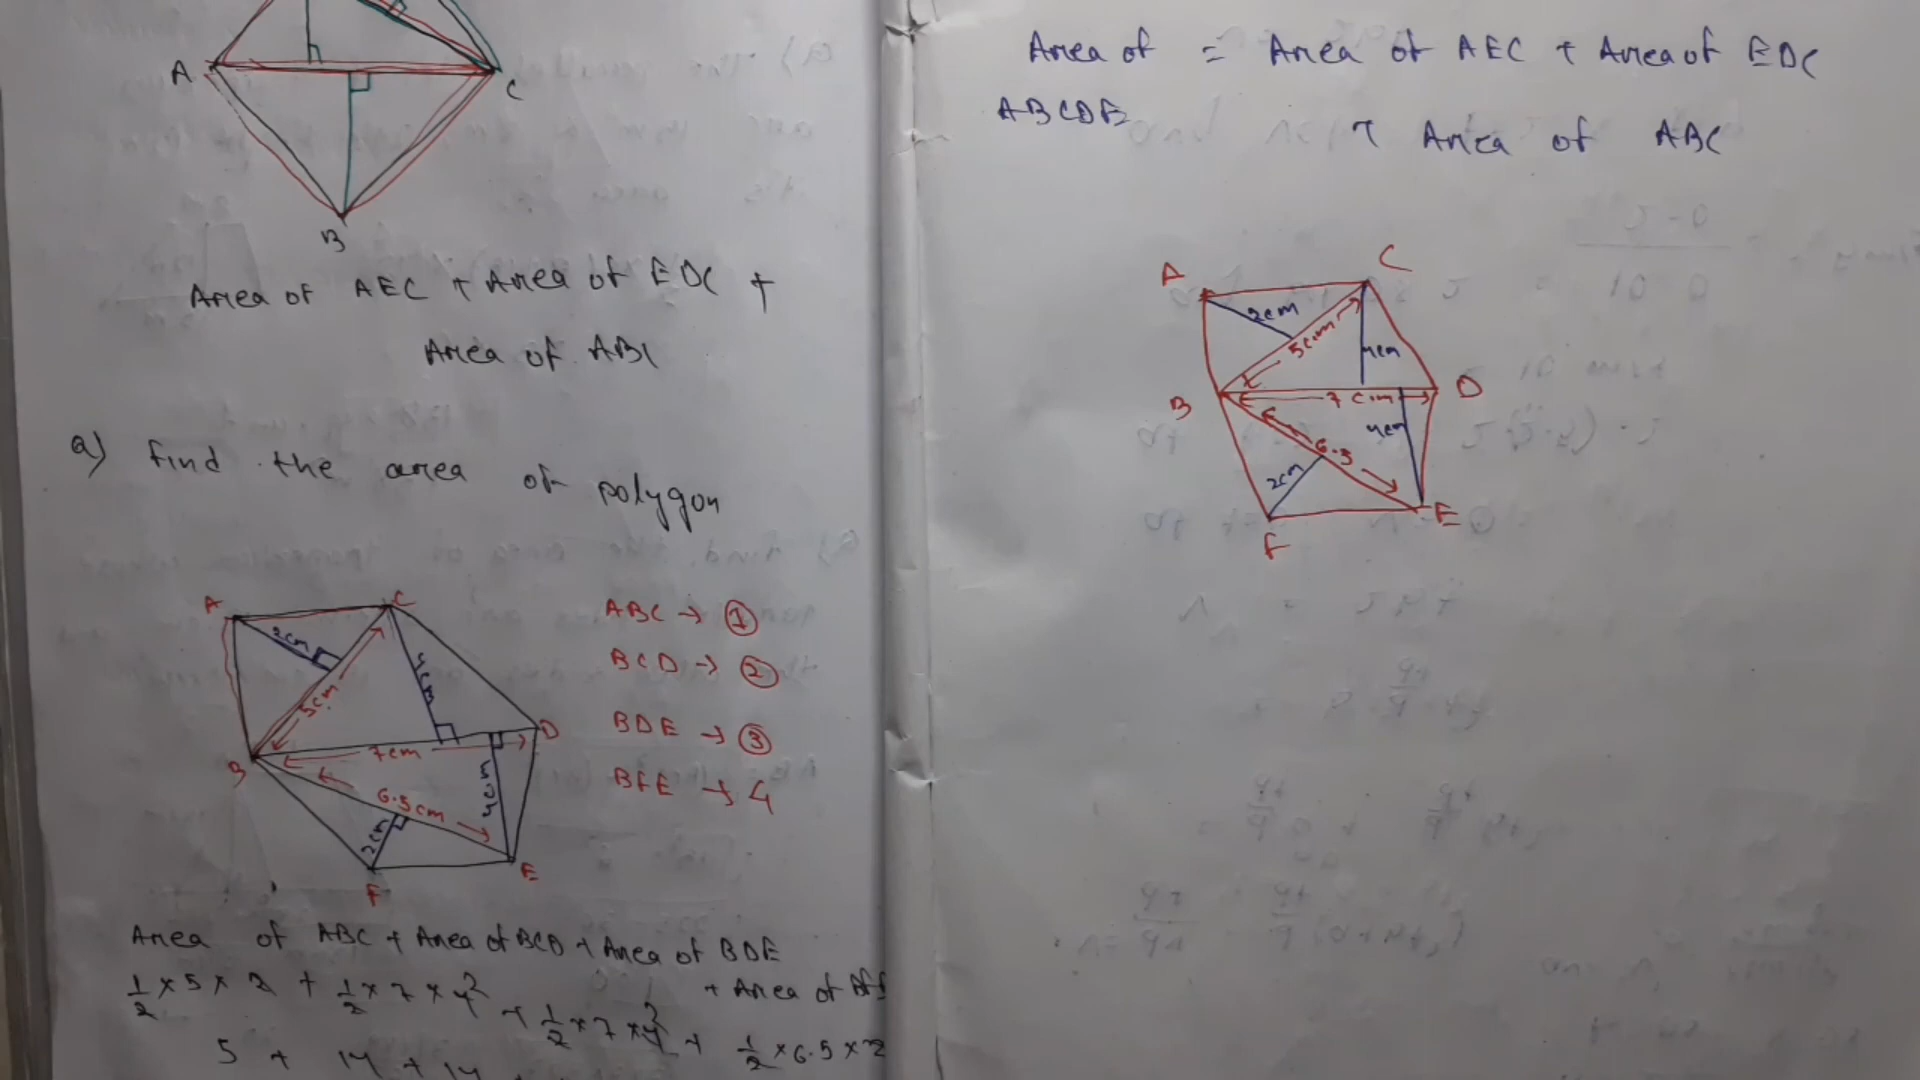 A
C
B
Area of AEC + Area of EDC +
Area of ABC
Q) find the area of polygon
A
C
2cm
5cm
4cm
D
7cm
B
6.5cm
4cm
2cm
E
F
ABC → ①
BCD → ②
BDE → ③
BFE → 4
Area of ABC + Area of BCD + Area of BDE
+ Area of
1/2 × 5 × 2 + 1/2 × 7 × 4 2 + 1/2 × 7 × 4 2 + 1/2 × 6.5 × 2
5 + 14 + 14
Area of = Area of AEC + Area of EDC
ABCDE
+ Area of ABC
A
C
2cm
5cm
4cm
D
7cm
B
4cm
6.5
2cm
E
F